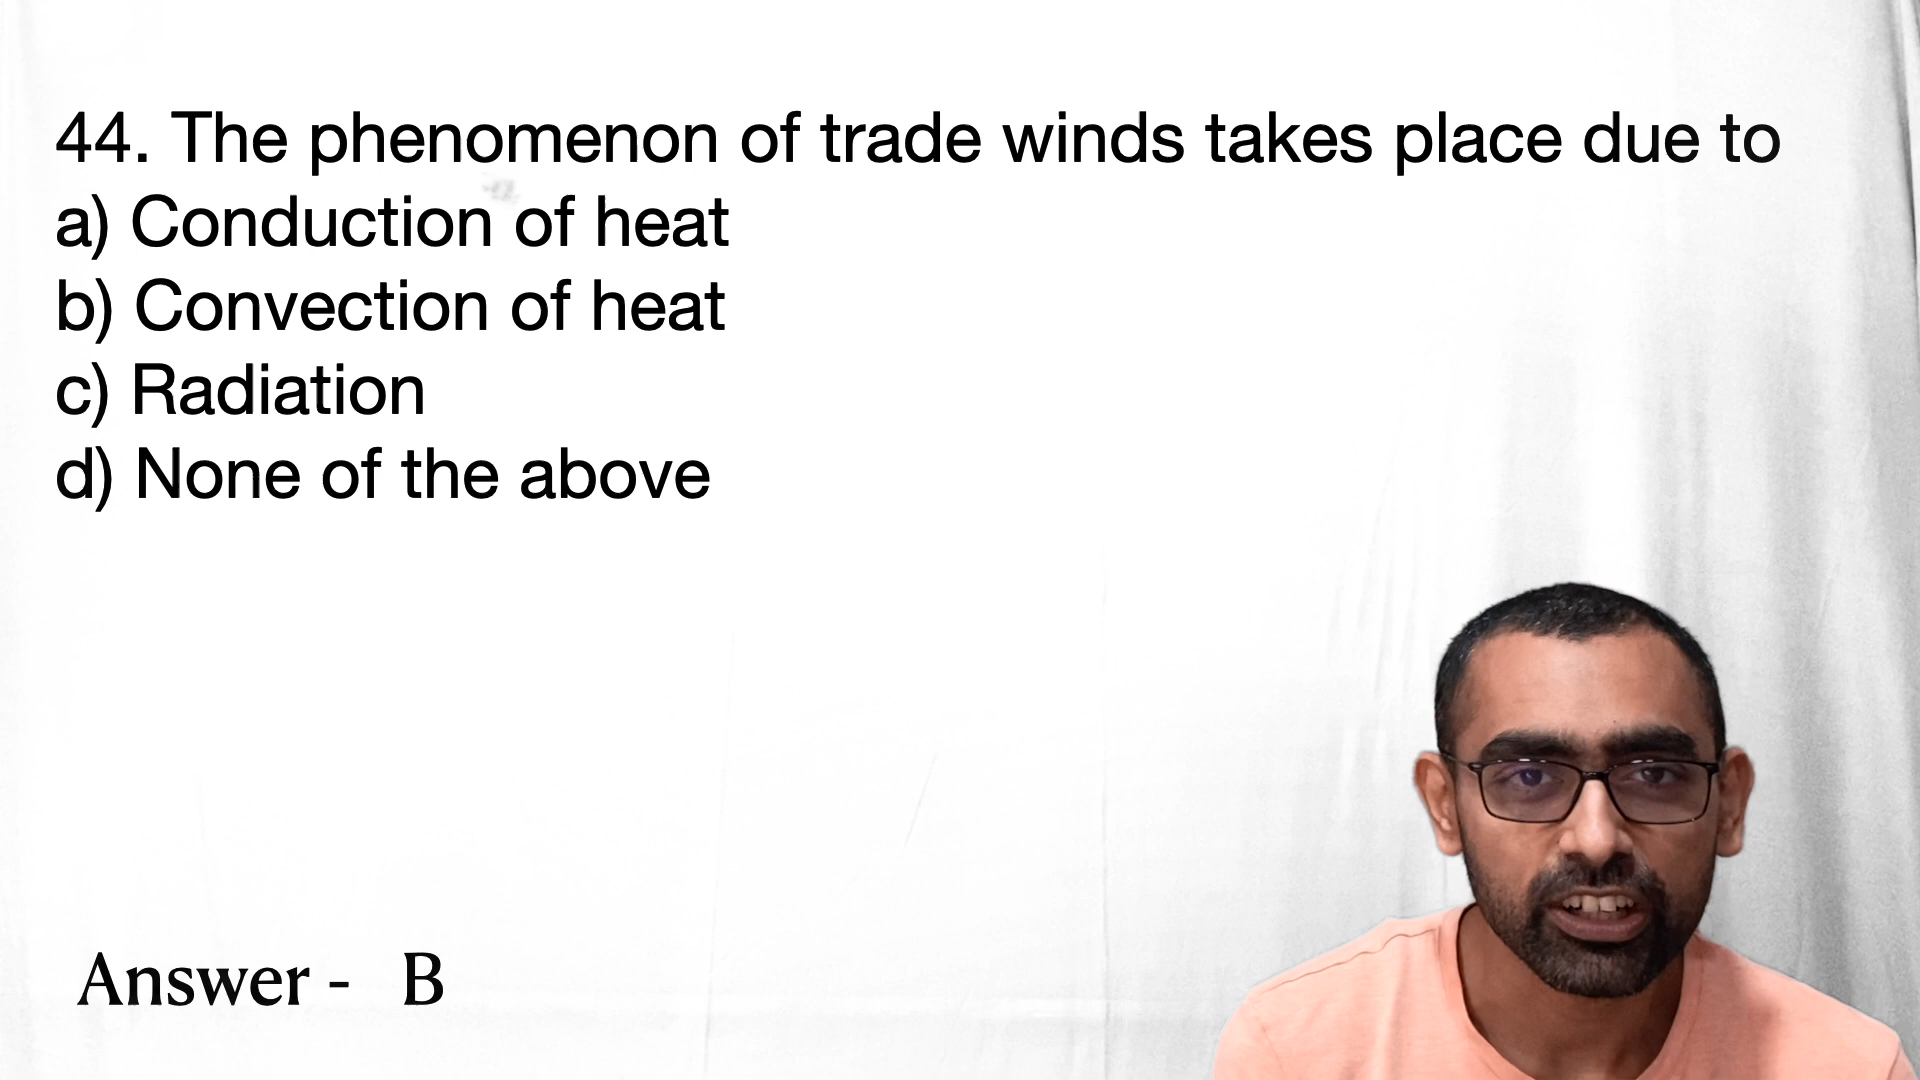 44. The phenomenon of trade winds takes place due to
a) Conduction of heat
b) Convection of heat
c) Radiation
d) None of the above
Answer - B